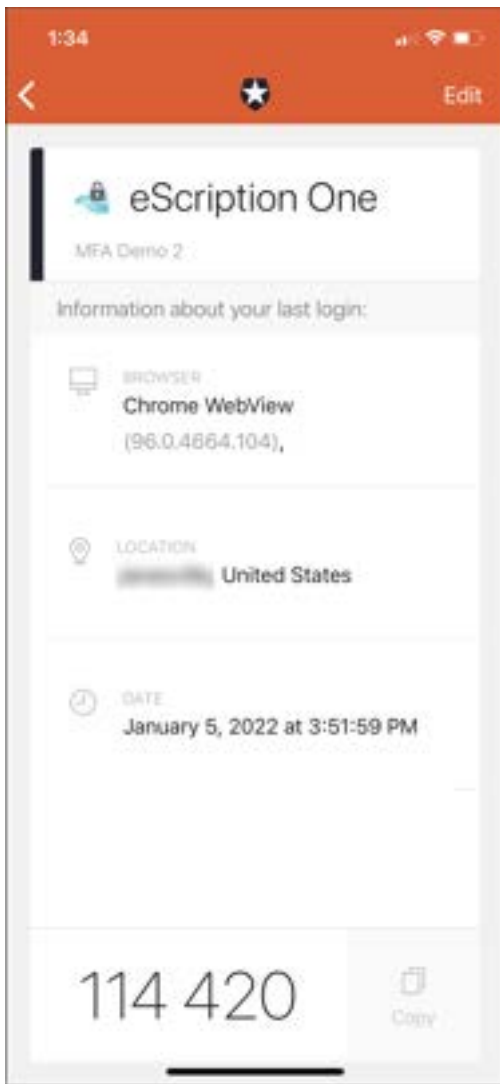 1:34
Edit
eScription One
MFA Demo 2
Information about your last login:
BROWSER
Chrome WebView
(96.0.4664.104),
LOCATION
United States
DATE
January 5, 2022 at 3:51:59 PM
114 420
Copy